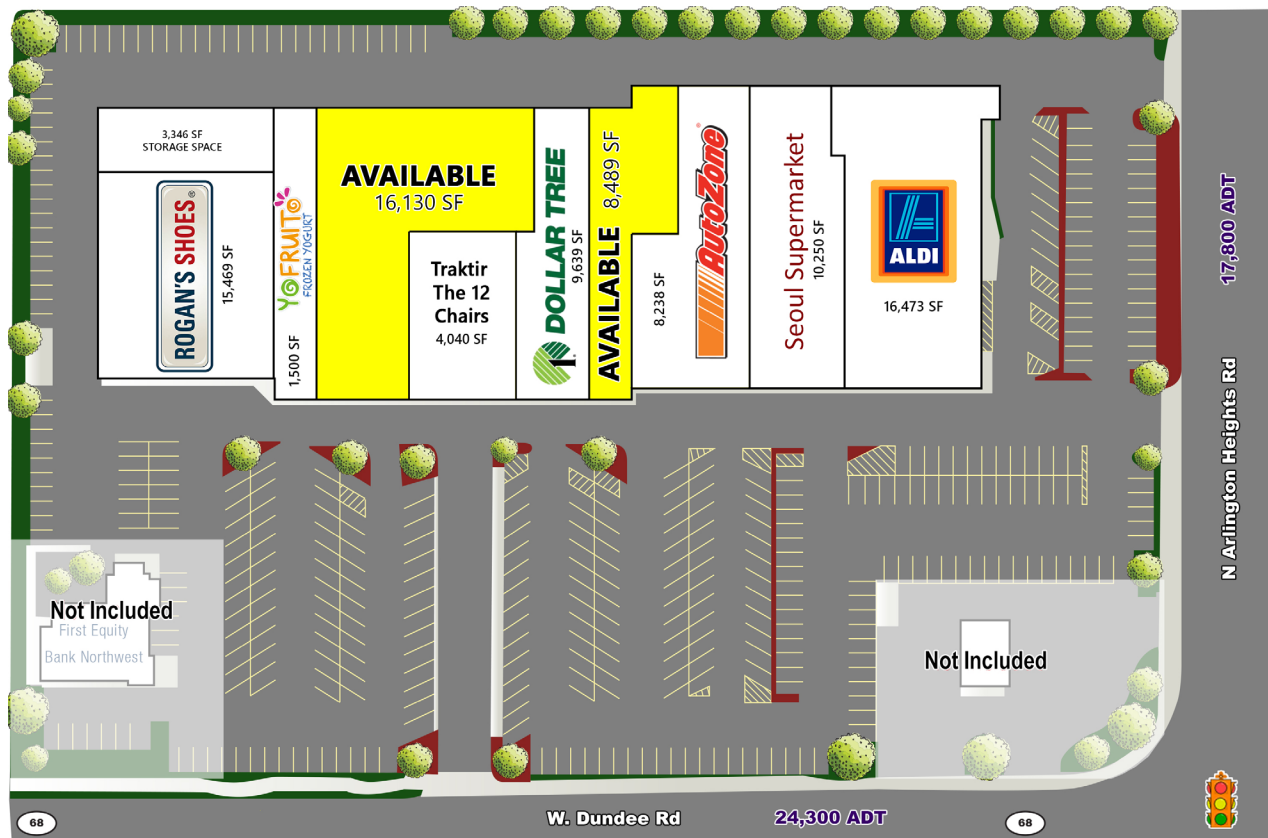 3,346 SF
STORAGE SPACE
ROGAN'S SHOES®
15,469 SF
YOFRUITO
FROZEN YOGURT
1,500 SF
AVAILABLE
16,130 SF
Traktir
The 12
Chairs
4,040 SF
DOLLAR TREE
9,639 SF
AVAILABLE 8,489 SF
8,238 SF
AutoZone®
Seoul Supermarket
10,250 SF
ALDI
16,473 SF
17,800 ADT
N Arlington Heights Rd
Not Included
First Equity
Bank Northwest
Not Included
68
W. Dundee Rd
24,300 ADT
68